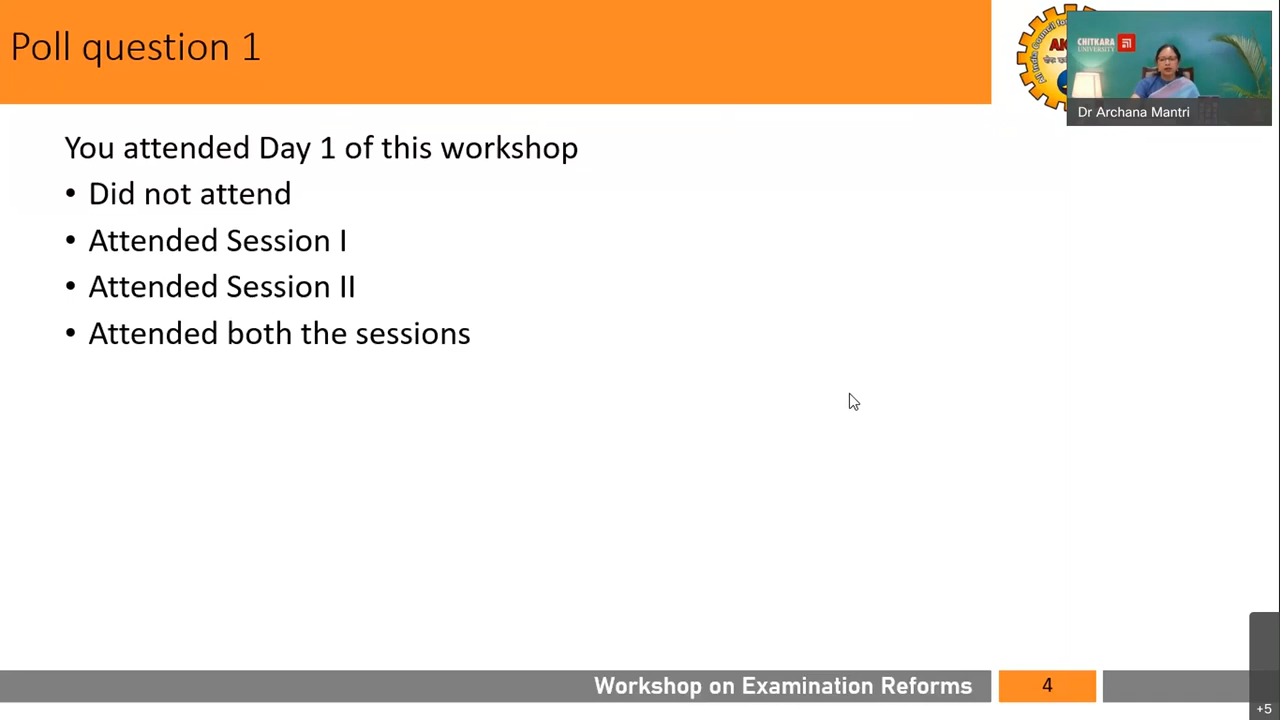 Poll question 1
CHITKARA
UNIVERSITY
Dr Archana Mantri
You attended Day 1 of this workshop
• Did not attend
• Attended Session I
• Attended Session II
• Attended both the sessions
Workshop on Examination Reforms
4
+5